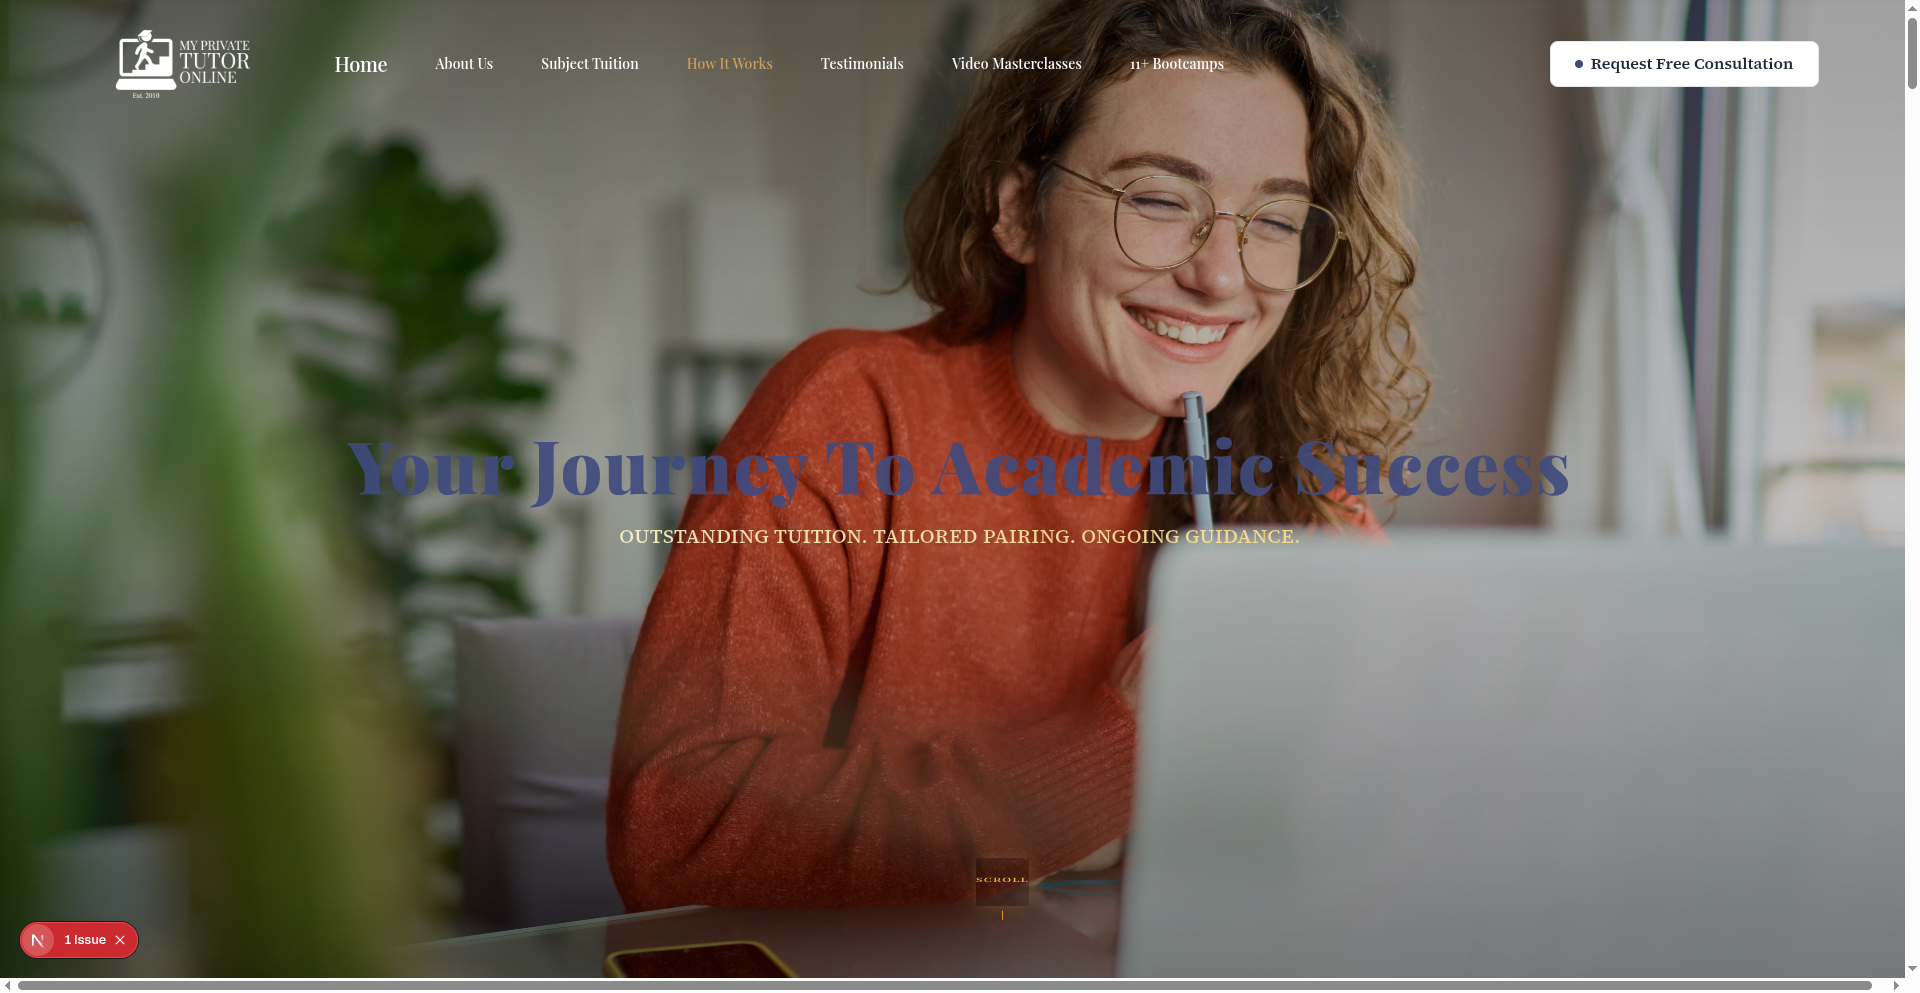 MY PRIVATE
TUTOR
ONLINE
Est. 2010
Home
About Us
Subject Tuition
How It Works
Testimonials
Video Masterclasses
11+ Bootcamps
Request Free Consultation
Your Journey To Academic Success
OUTSTANDING TUITION. TAILORED PAIRING. ONGOING GUIDANCE.
SCROLL
N
1 Issue